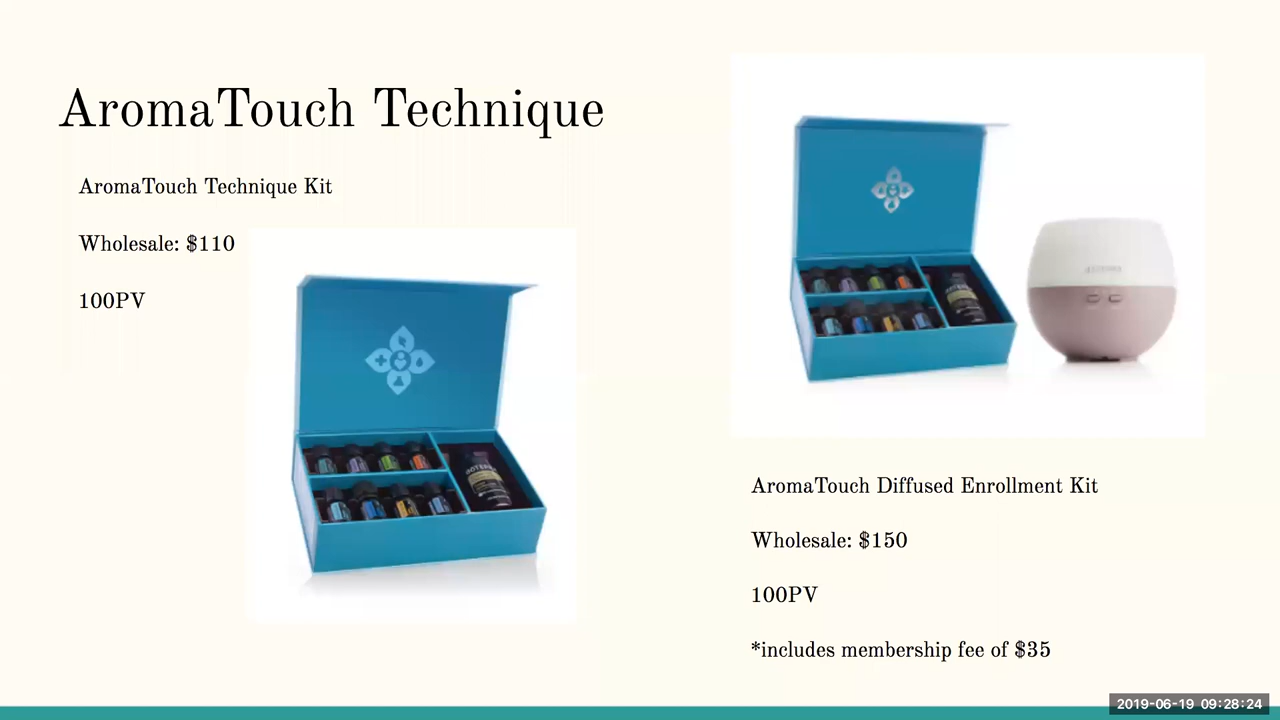 AromaTouch Technique
AromaTouch Technique Kit
Wholesale: $110
100PV
AromaTouch Diffused Enrollment Kit
Wholesale: $150
100PV
*includes membership fee of $35
2019-06-19 09:28:24